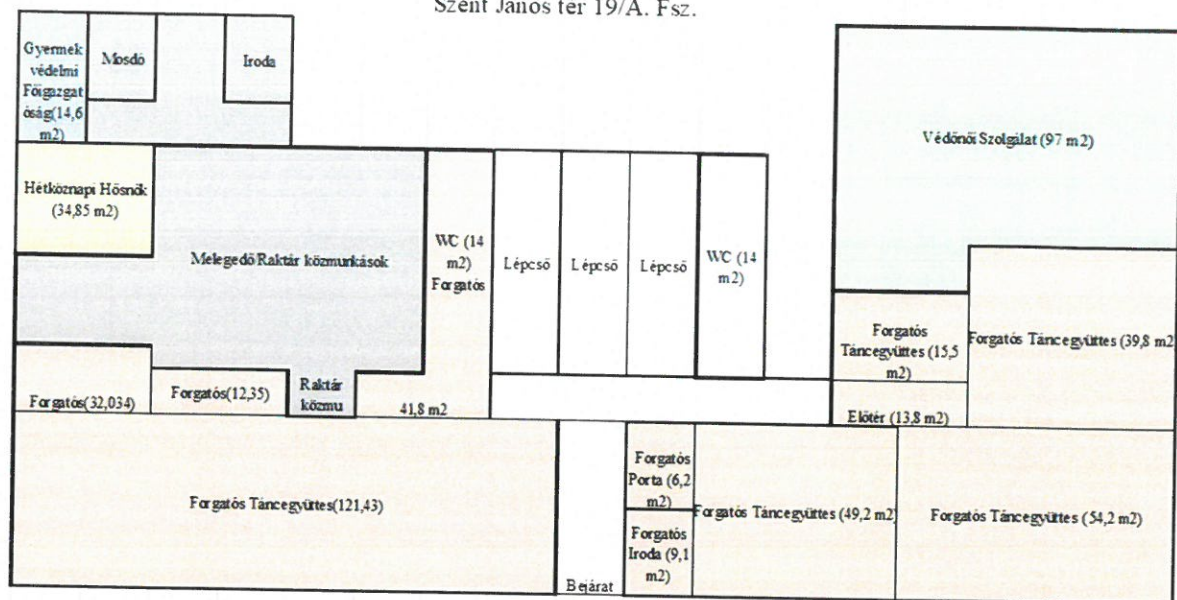 Szent János tér 19/A. Fsz.
Gyermek
védelmi
Főigazgat
óság(14,6
m2)
Mosdó
Iroda
Védőnői Szolgálat (97 m2)
Hétköznapi Hősnők
(34,85 m2)
Melegedő/Raktár közmurkások
WC (14
m2)
Forgatós
Lépcső
Lépcső
Lépcső
WC (14
m2)
Forgatós
Táncegyüttes (15,5
m2)
Forgatós Táncegyüttes (39,8 m2
Forgatós(32,034)
Forgatós(12,35)
Raktár
közmu
41,8 m2
Előtér (13,8 m2)
Forgatós Táncegyüttes(121,43)
Bejárat
Forgatós
Porta (6,2
m2)
Forgatós
Iroda (9,1
m2)
Forgatós Táncegyüttes (49,2 m2)
Forgatós Táncegyüttes (54,2 m2)